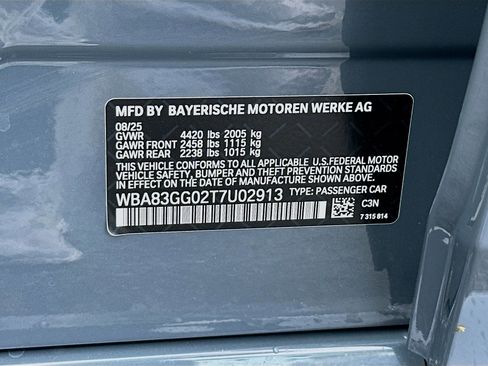 MFD BY BAYERISCHE MOTOREN WERKE AG
08/25
GVWR 4420 lbs 2005 kg
GAWR FRONT 2458 lbs 1115 kg
GAWR REAR 2238 lbs 1015 kg
THIS VEHICLE CONFORMS TO ALL APPLICABLE U.S.FEDERAL MOTOR
VEHICLE SAFETY, BUMPER AND THEFT PREVENTION STANDARDS
IN EFFECT ON THE DATE OF MANUFACTURE SHOWN ABOVE.
WBA83GG02T7U02913 TYPE: PASSENGER CAR
C3N
7 315 814